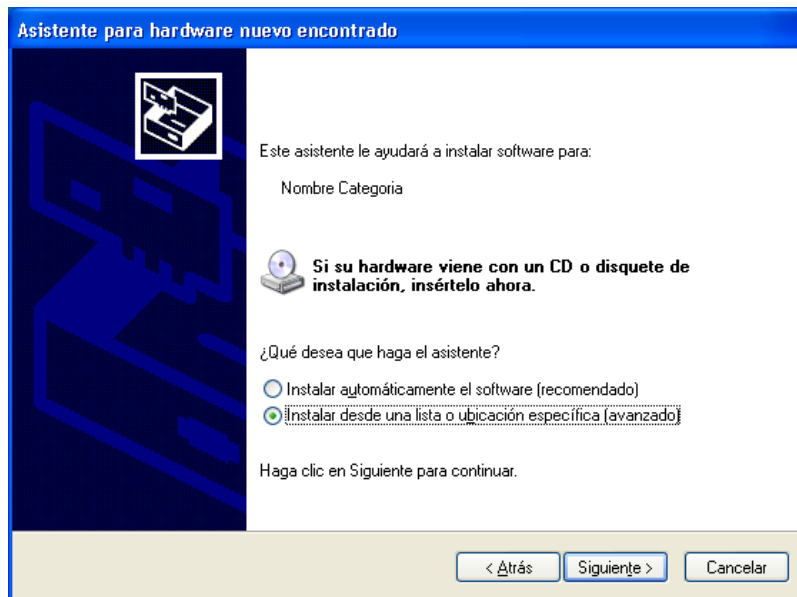 Asistente para hardware nuevo encontrado
Este asistente le ayudará a instalar software para:
Nombre Categoria
Si su hardware viene con un CD o disquete de
instalación, insértelo ahora.
¿Qué desea que haga el asistente?
Instalar automáticamente el software (recomendado)
Instalar desde una lista o ubicación específica (avanzado)
Haga clic en Siguiente para continuar.
< Atrás
Siguiente >
Cancelar